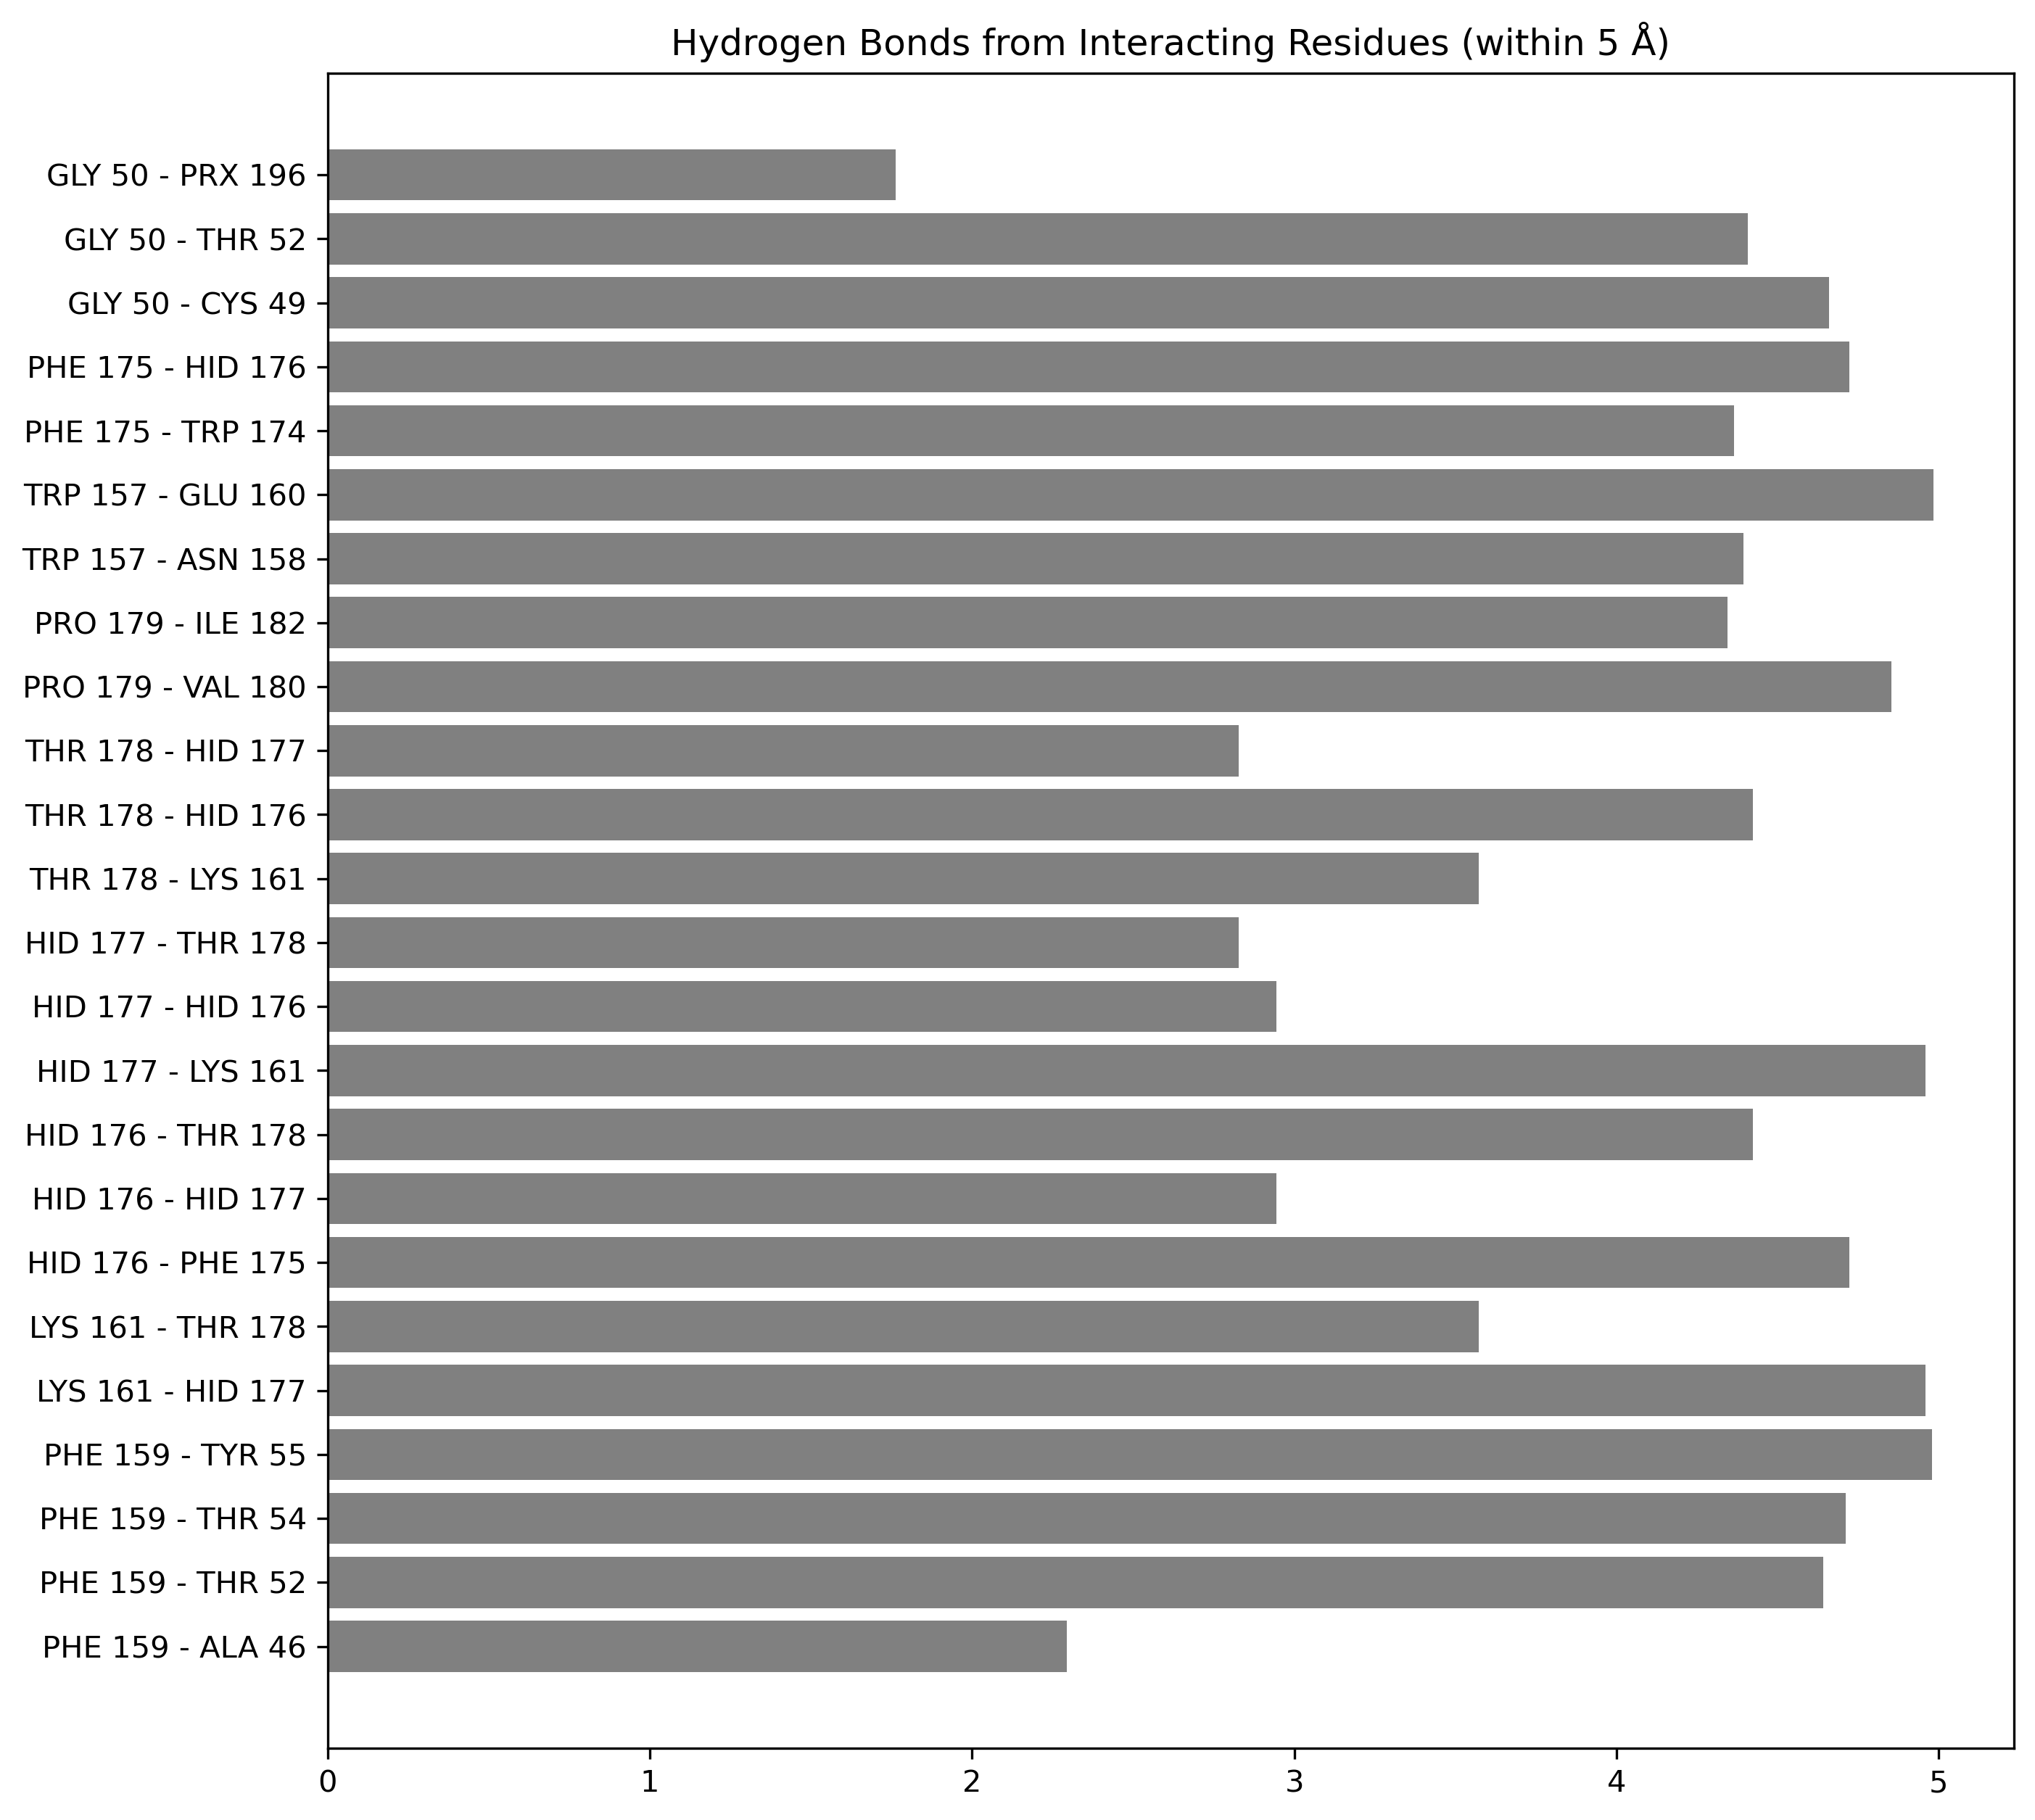 Hydrogen Bonds from Interacting Residues (within 5 Å)
GLY 50 - PRX 196
GLY 50 - THR 52
GLY 50 - CYS 49
PHE 175 - HID 176
PHE 175 - TRP 174
TRP 157 - GLU 160
TRP 157 - ASN 158
PRO 179 - ILE 182
PRO 179 - VAL 180
THR 178 - HID 177
THR 178 - HID 176
THR 178 - LYS 161
HID 177 - THR 178
HID 177 - HID 176
HID 177 - LYS 161
HID 176 - THR 178
HID 176 - HID 177
HID 176 - PHE 175
LYS 161 - THR 178
LYS 161 - HID 177
PHE 159 - TYR 55
PHE 159 - THR 54
PHE 159 - THR 52
PHE 159 - ALA 46
0 1 2 3 4 5